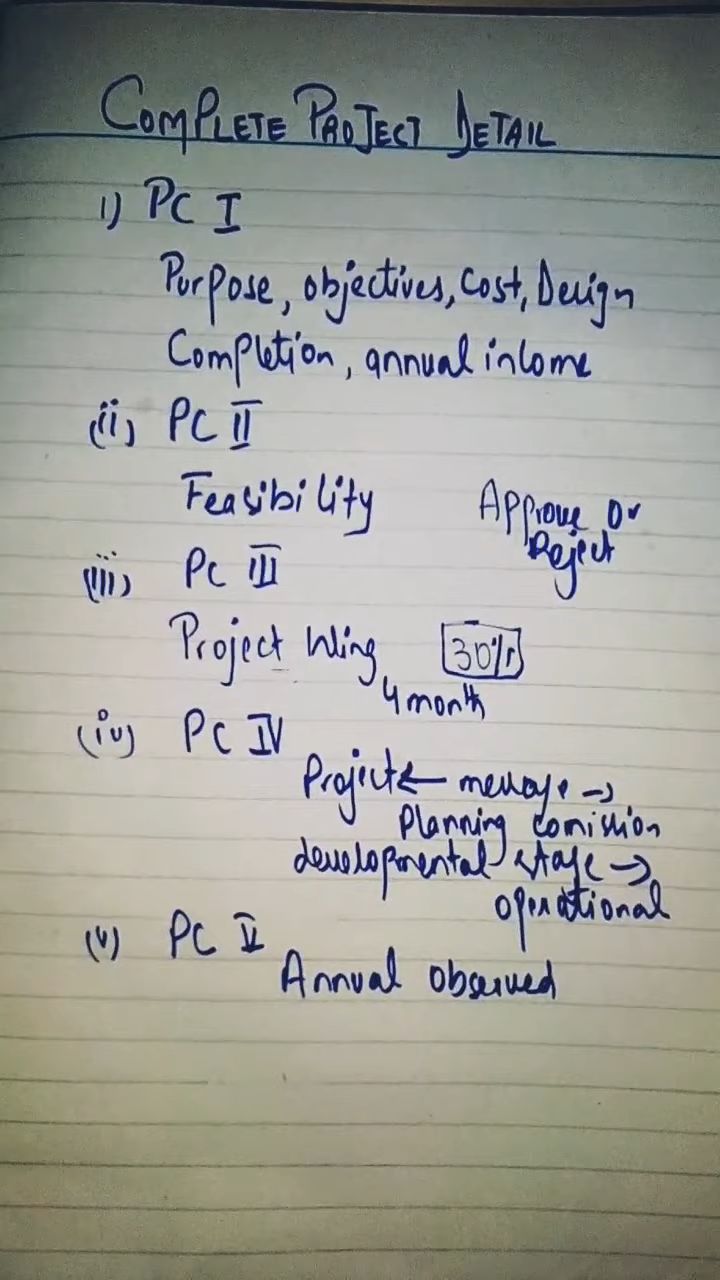 COMPLETE PROJECT DETAIL
1) PC I
Purpose, objectives, Cost, Design
Completion, annual income
(ii) PC II
Feasibility
Approve or
Reject
(iii) PC III
Project Wing
30%
4 month
(iv) PC IV
Project ← message →
Planning comission
developmental stage →
operational
(v) PC V
Annual observed